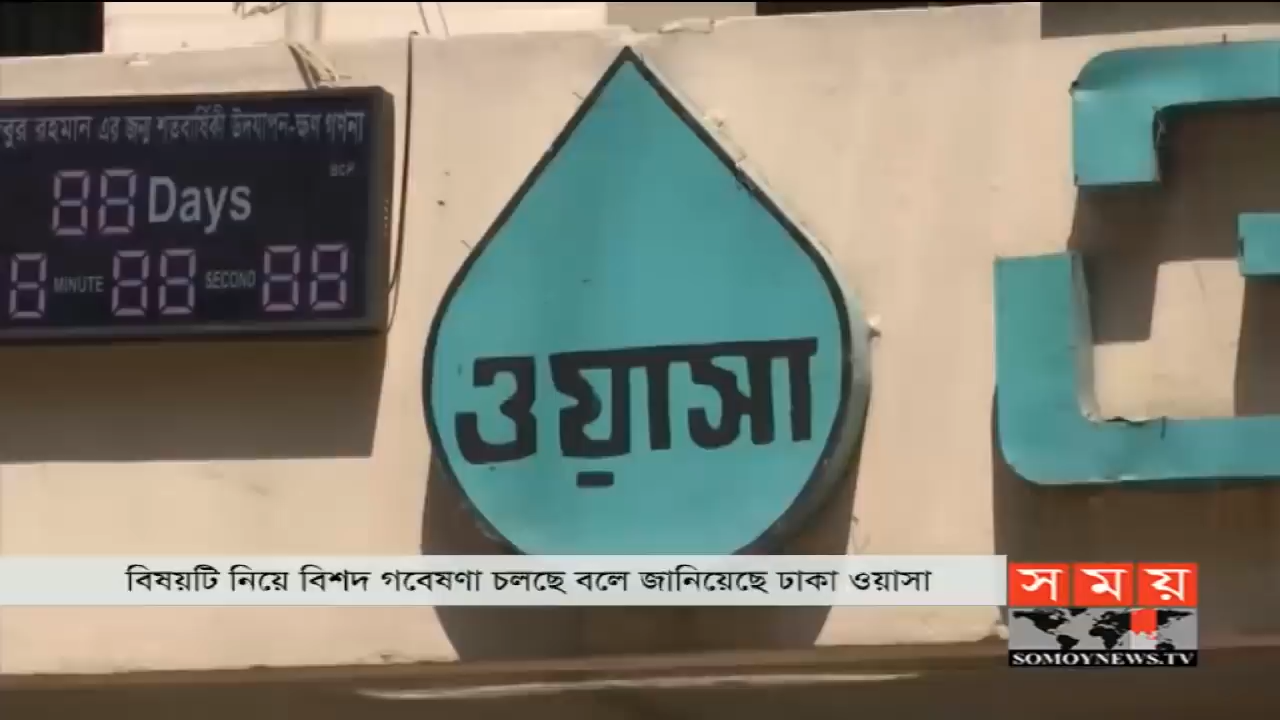 বুর রহমান এর জন্ম শতবার্ষিকী উদযাপন-ক্ষণ গণনা
BCP
88 Days
8 MINUTE 88 SECOND 88
ওয়াসা
বিষয়টি নিয়ে বিশদ গবেষণা চলছে বলে জানিয়েছে ঢাকা ওয়াসা
সময়
SOMOYNEWS.TV